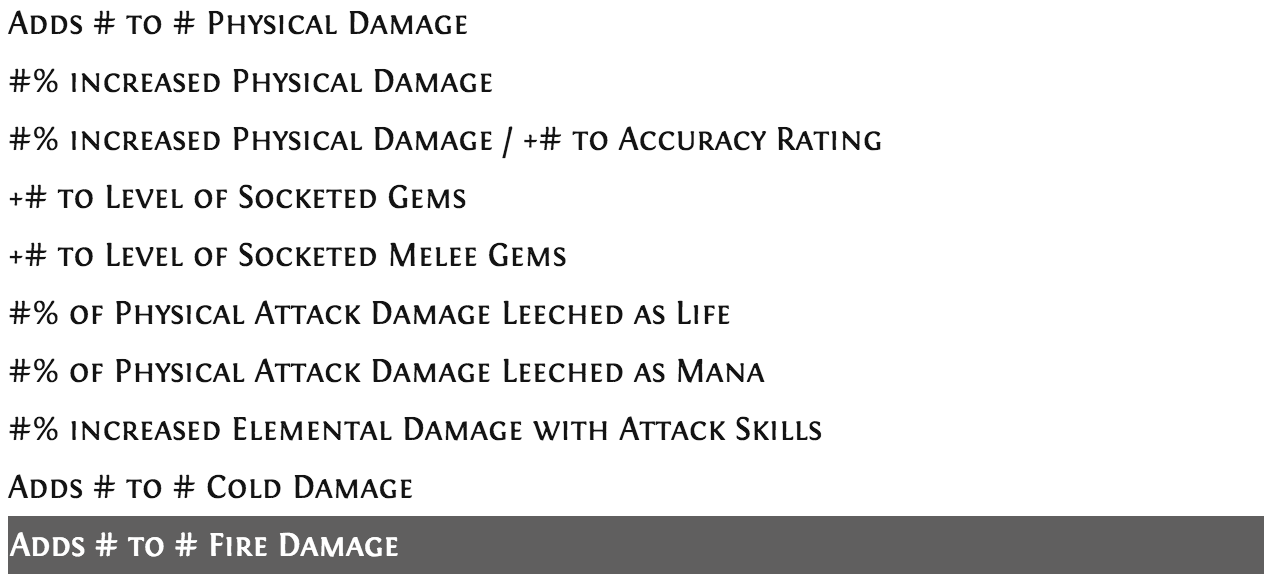 Adds # to # Physical Damage
#% increased Physical Damage
#% increased Physical Damage / +# to Accuracy Rating
+# to Level of Socketed Gems
+# to Level of Socketed Melee Gems
#% of Physical Attack Damage Leeched as Life
#% of Physical Attack Damage Leeched as Mana
#% increased Elemental Damage with Attack Skills
Adds # to # Cold Damage
Adds # to # Fire Damage